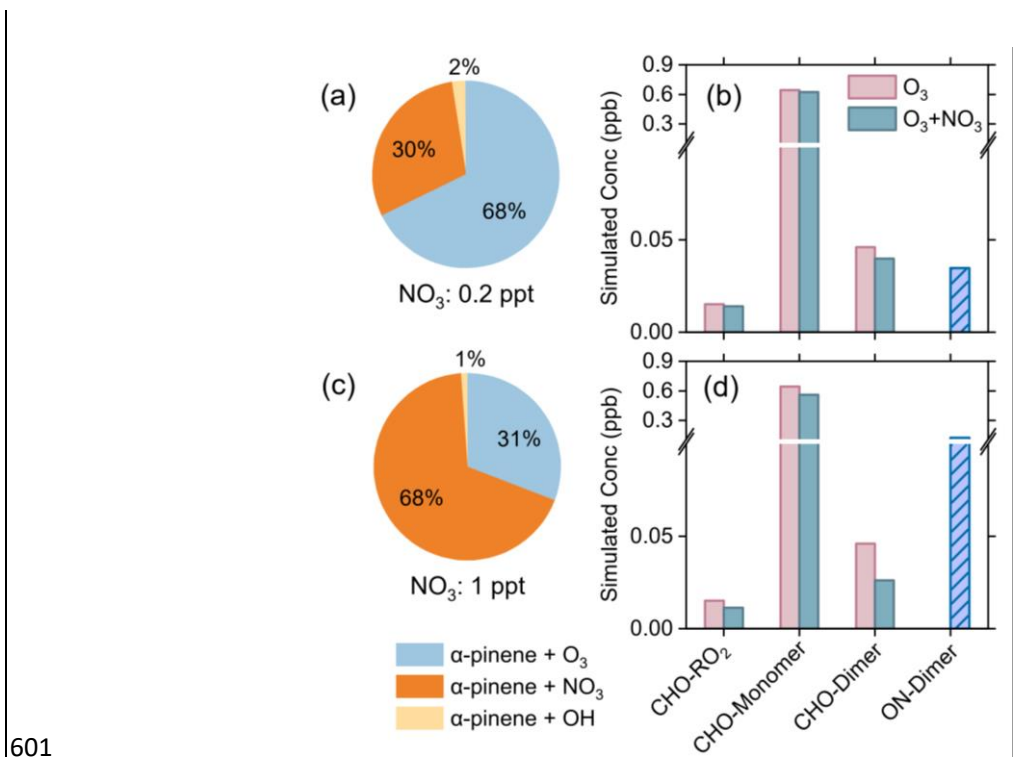 (a)
2%
30%
68%
NO₃: 0.2 ppt
(b)
O₃
O₃+NO₃
Simulated Conc (ppb)
0.9
0.6
0.3
0.05
0.00
(c)
1%
31%
68%
NO₃: 1 ppt
(d)
Simulated Conc (ppb)
0.9
0.6
0.3
0.05
0.00
CHO-RO₂
CHO-Monomer
CHO-Dimer
ON-Dimer
α-pinene + O₃
α-pinene + NO₃
α-pinene + OH
601